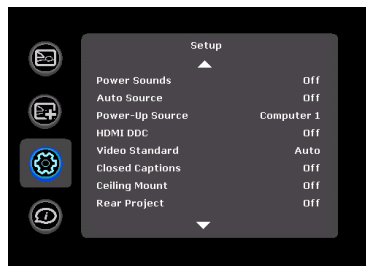 Setup
Power Sounds Off
Auto Source Off
Power-Up Source Computer 1
HDMI DDC Off
Video Standard Auto
Closed Captions Off
Ceiling Mount Off
Rear Project Off